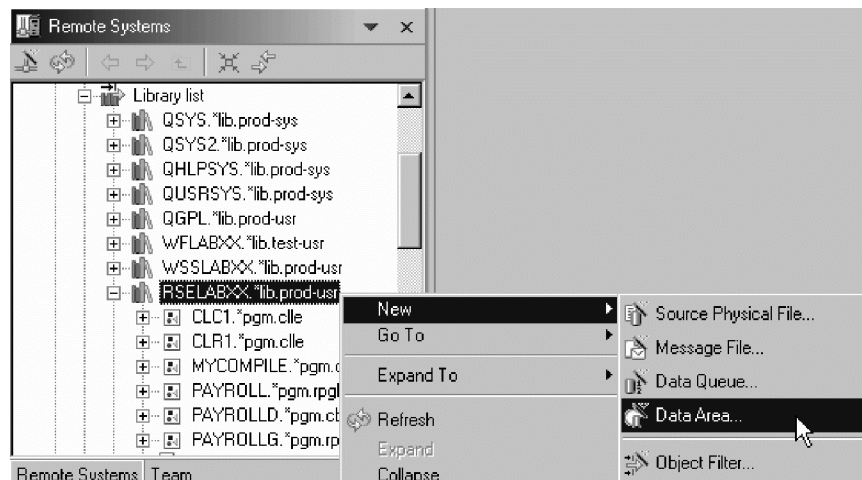 Remote Systems
Library list
QSYS.*lib.prod-sys
QSYS2.*lib.prod-sys
QHLPSYS.*lib.prod-sys
QUSRSYS.*lib.prod-sys
QGPL.*lib.prod-usr
WFLABXX.*lib.test-usr
WSSLABXX.*lib.prod-usr
RSELABXX.*lib.prod-usr
CLC1.*pgm.clle
CLR1.*pgm.clle
MYCOMPILE.*pgm.c
PAYROLL.*pgm.rpgl
PAYROLLD.*pgm.cb
PAYROLLG.*pgm.rp
Remote Systems Team
New
Go To
Expand To
Refresh
Expand
Collapse
Source Physical File...
Message File...
Data Queue...
Data Area...
Object Filter...